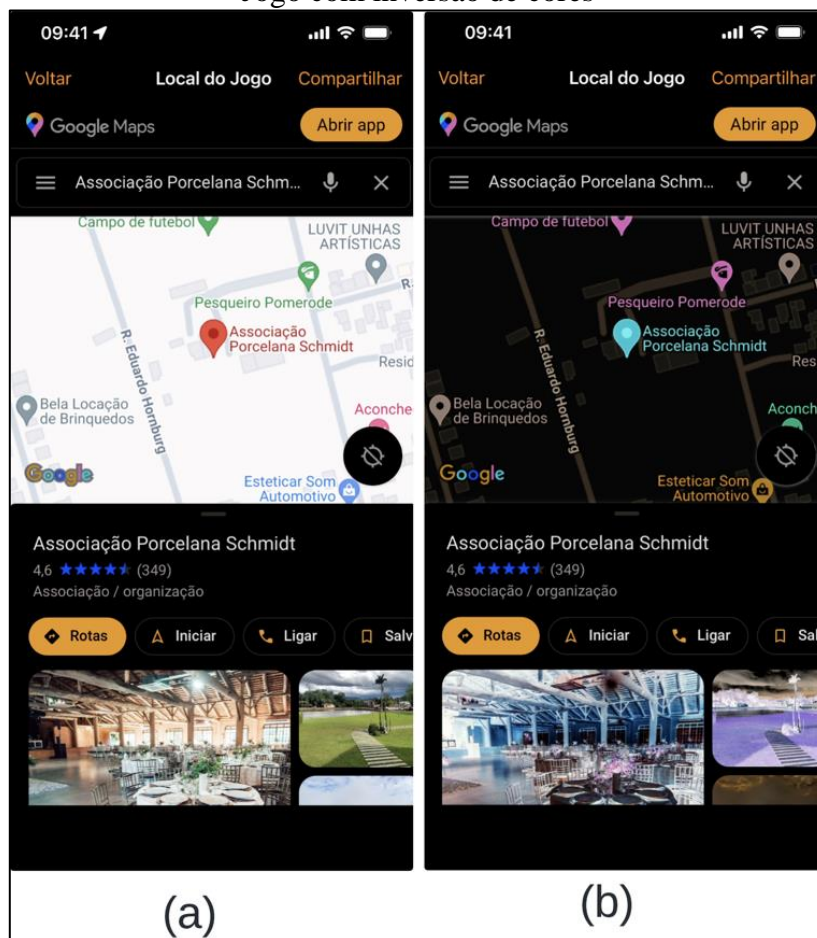 Jogo com inversão de cores
09:41
Voltar Local do Jogo Compartilhar
Google Maps Abrir app
Associação Porcelana Schm...
Campo de futebol
LUVIT UNHAS
ARTÍSTICAS
Pesqueiro Pomerode
R.
Associação
Porcelana Schmidt
R. Eduardo Hornburg
Resid
Bela Locação
de Brinquedos
Aconche
Google
Esteticar Som
Automotivo
Associação Porcelana Schmidt
4,6 (349)
Associação / organização
Rotas Iniciar Ligar Salv
(a)
09:41
Voltar Local do Jogo Compartilhar
Google Maps Abrir app
Associação Porcelana Schm...
Campo de futebol
LUVIT UNHAS
ARTÍSTICAS
Pesqueiro Pomerode
Associação
Porcelana Schmidt
R. Eduardo Hornburg
Res
Bela Locação
de Brinquedos
Aconch
Google
Esteticar Som
Automotivo
Associação Porcelana Schmidt
4,6 (349)
Associação / organização
Rotas Iniciar Ligar Sal
(b)